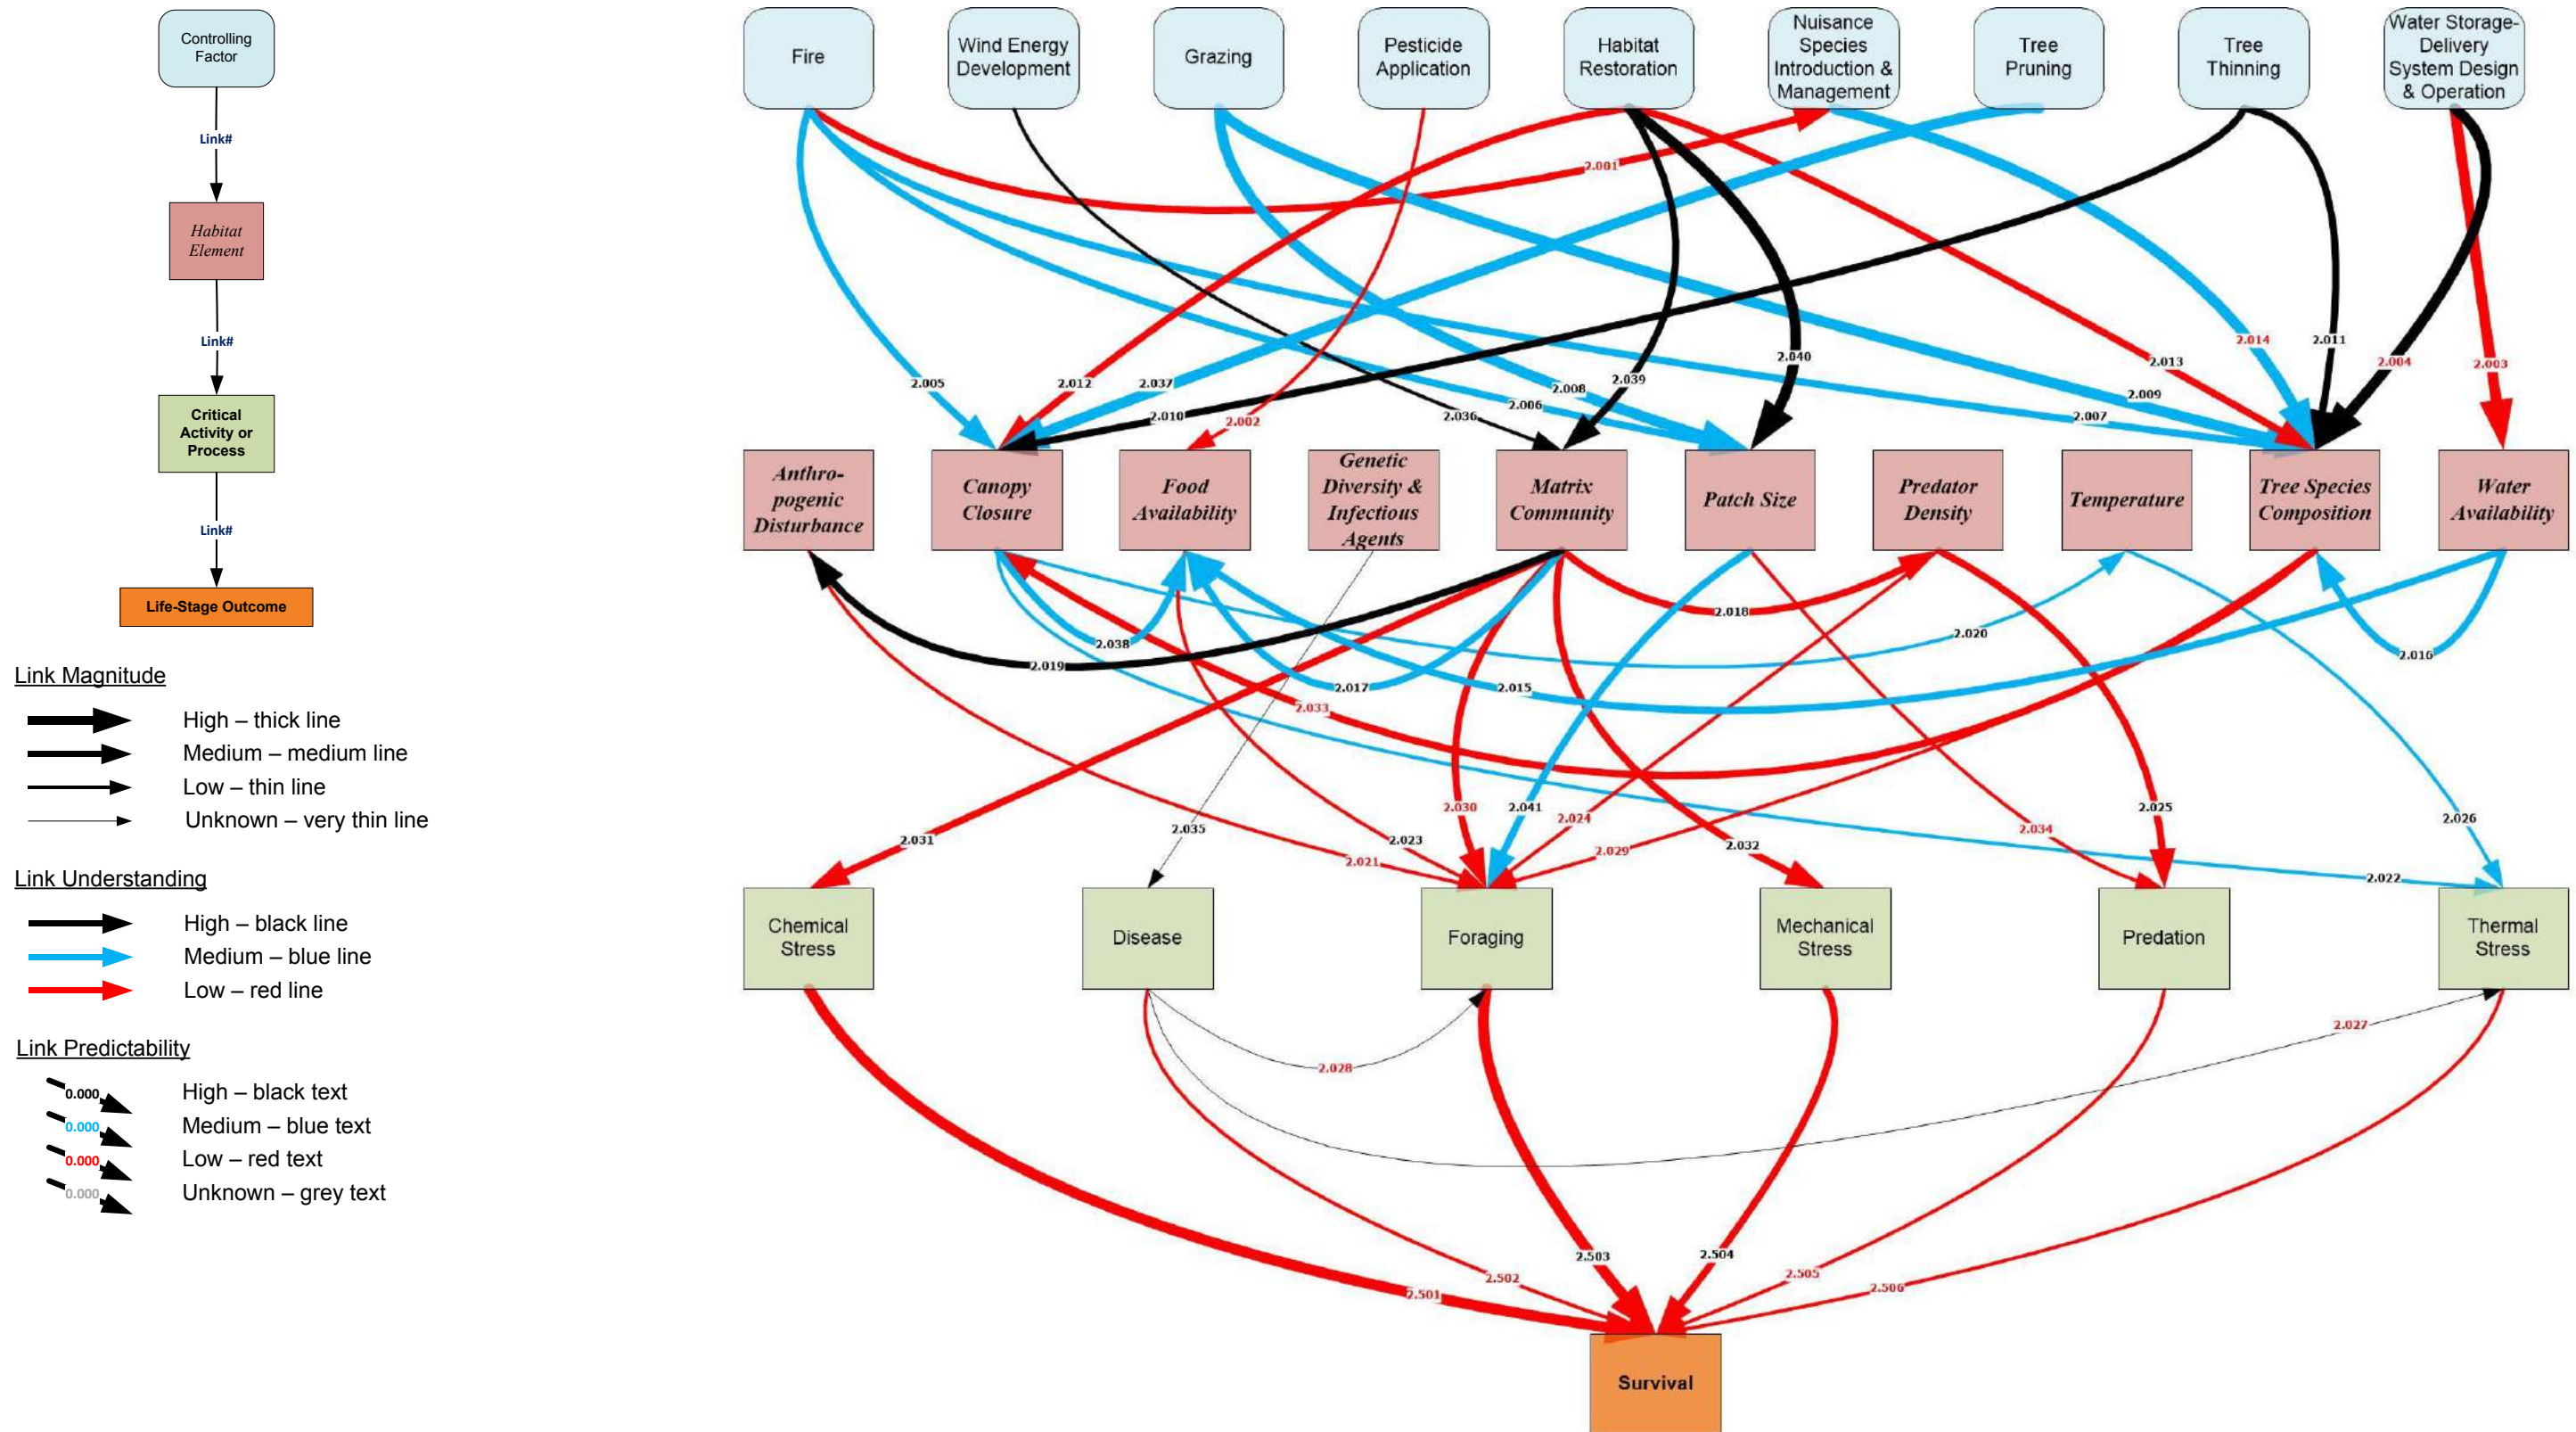 Controlling
Factor
Link#
Habitat
Element
Link#
Critical
Activity or
Process
Link#
Life-Stage Outcome
Link Magnitude
High – thick line
Medium – medium line
Low – thin line
Unknown – very thin line
Link Understanding
High – black line
Medium – blue line
Low – red line
Link Predictability
0.000
High – black text
0.000
Medium – blue text
0.000
Low – red text
0.000
Unknown – grey text
Fire
Wind Energy
Development
Grazing
Pesticide
Application
Habitat
Restoration
Nuisance
Species
Introduction &
Management
Tree
Pruning
Tree
Thinning
Water Storage-
Delivery
System Design
& Operation
2.001
2.014
2.011
2.004
2.003
2.013
2.040
2.005
2.012
2.037
2.008
2.039
2.009
2.010
2.002
2.036
2.006
2.007
Anthro-
pogenic
Disturbance
Canopy
Closure
Food
Availability
Genetic
Diversity &
Infectious
Agents
Matrix
Community
Patch Size
Predator
Density
Temperature
Tree Species
Composition
Water
Availability
2.018
2.020
2.038
2.016
2.019
2.017
2.015
2.033
2.030
2.041
2.024
2.025
2.026
2.035
2.034
2.031
2.023
2.032
2.021
2.029
2.022
Chemical
Stress
Disease
Foraging
Mechanical
Stress
Predation
Thermal
Stress
2.027
2.028
2.503
2.504
2.502
2.505
2.501
2.506
Survival